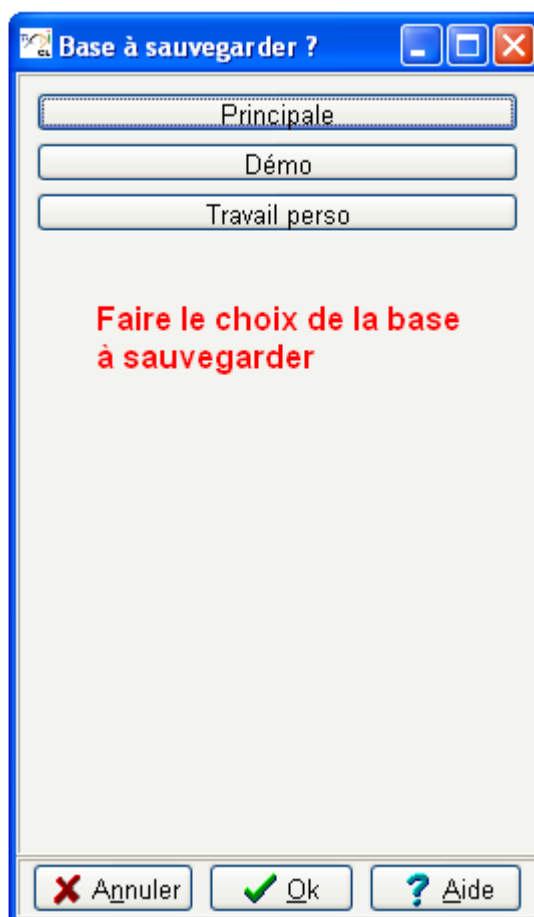 Base à sauvegarder ?
Principale
Démo
Travail perso
Faire le choix de la base
à sauvegarder
Annuler
Ok
Aide